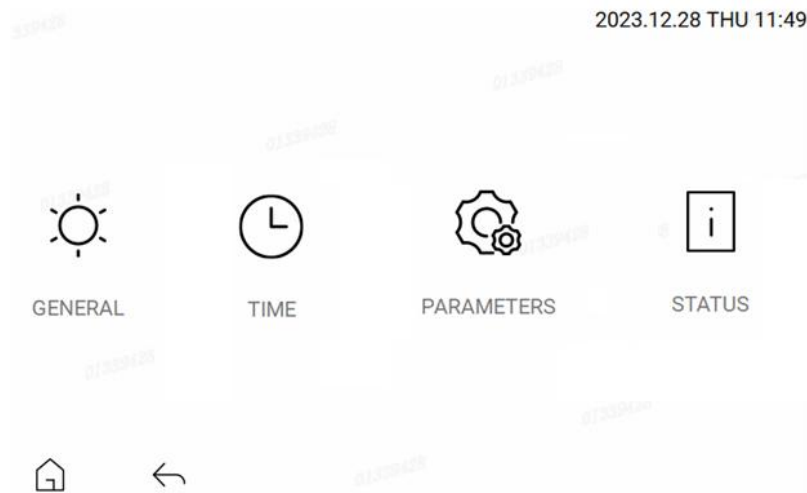 2023.12.28 THU 11:49
GENERAL
TIME
PARAMETERS
STATUS